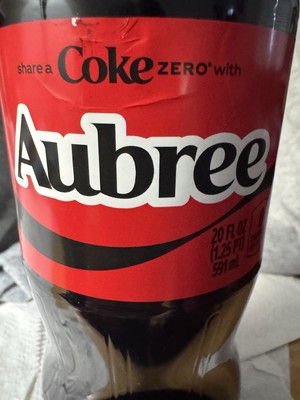 share a Coke ZERO® with
Aubree
20 FL OZ
(1.25 PT)
591 mL